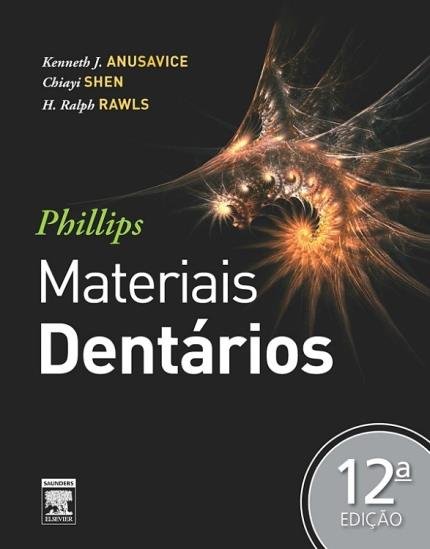 Kenneth J. ANUSAVICE
Chiayi SHEN
H. Ralph RAWLS
Phillips
Materiais
Dentários
12ª
EDIÇÃO
SAUNDERS
ELSEVIER